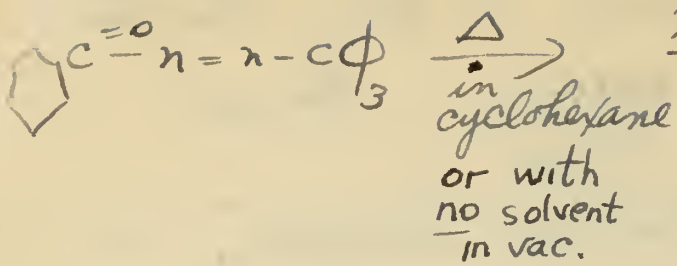 C=O - n = n - CΦ3 Δ
in
cyclohexane
or with
no solvent
in vac.